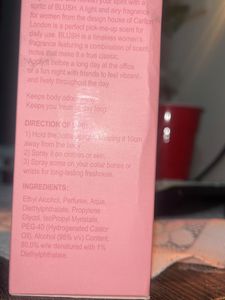 spritz of BLUSH. A light and airy fragrance
for women from the design house of Carlton
London is a perfect pick-me-up scent for
daily use. BLUSH is a timeless women's
fragrance featuring a combination of scent
notes that make it a true classic.
Apply it before a long day at the office
or a fun night with friends to feel vibrant
and lively throughout the day.
Keeps body odour
Keeps you fresh all day long
DIRECTION OF USE:
1) Hold the bottle upright, keeping it 10cm
away from the body.
2) Spray it on clothes or skin.
3) Spray some on your collar bones or
wrists for long-lasting freshness.
INGREDIENTS:
Ethyl Alcohol, Perfumes, Aqua,
Diethylphthalate, Propylene
Glycol, IsoPropyl Myristate,
PEG-40 (Hydrogenated Castor
Oil), Alcohol (95% v/v) Content:
80.0% w/w denatured with 1%
Diethylphthalate.